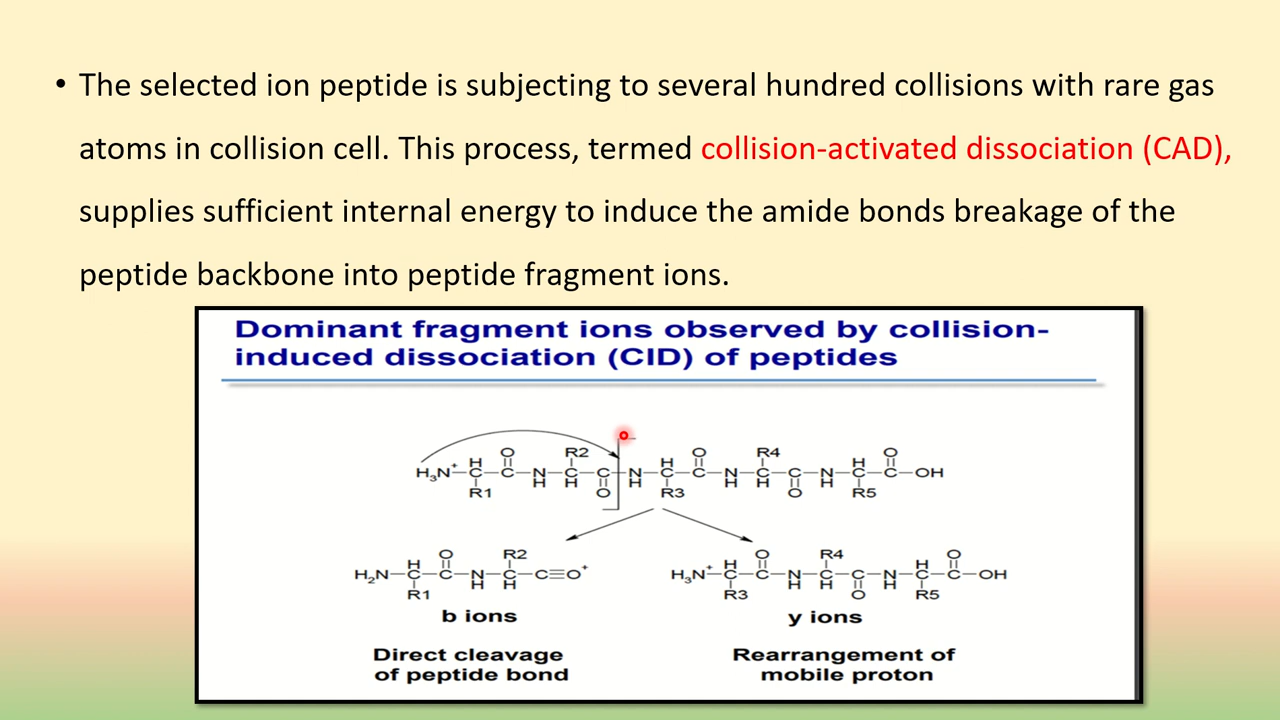 • The selected ion peptide is subjecting to several hundred collisions with rare gas
atoms in collision cell. This process, termed collision-activated dissociation (CAD),
supplies sufficient internal energy to induce the amide bonds breakage of the
peptide backbone into peptide fragment ions.
Dominant fragment ions observed by collision-
induced dissociation (CID) of peptides
O R2 O R4 O
H H H
H₃N⁺–C–C–N–C–C–N–C–C–N–C–C–N–C–C–OH
H H H H H H
R1 O R3 O R5
O R2 O R4 O
H H H
H₂N–C–C–N–C–C≡O⁺ H₃N⁺–C–C–N–C–C–N–C–C–OH
H H H H H
R1 R3 O R5
b ions y ions
Direct cleavage Rearrangement of
of peptide bond mobile proton